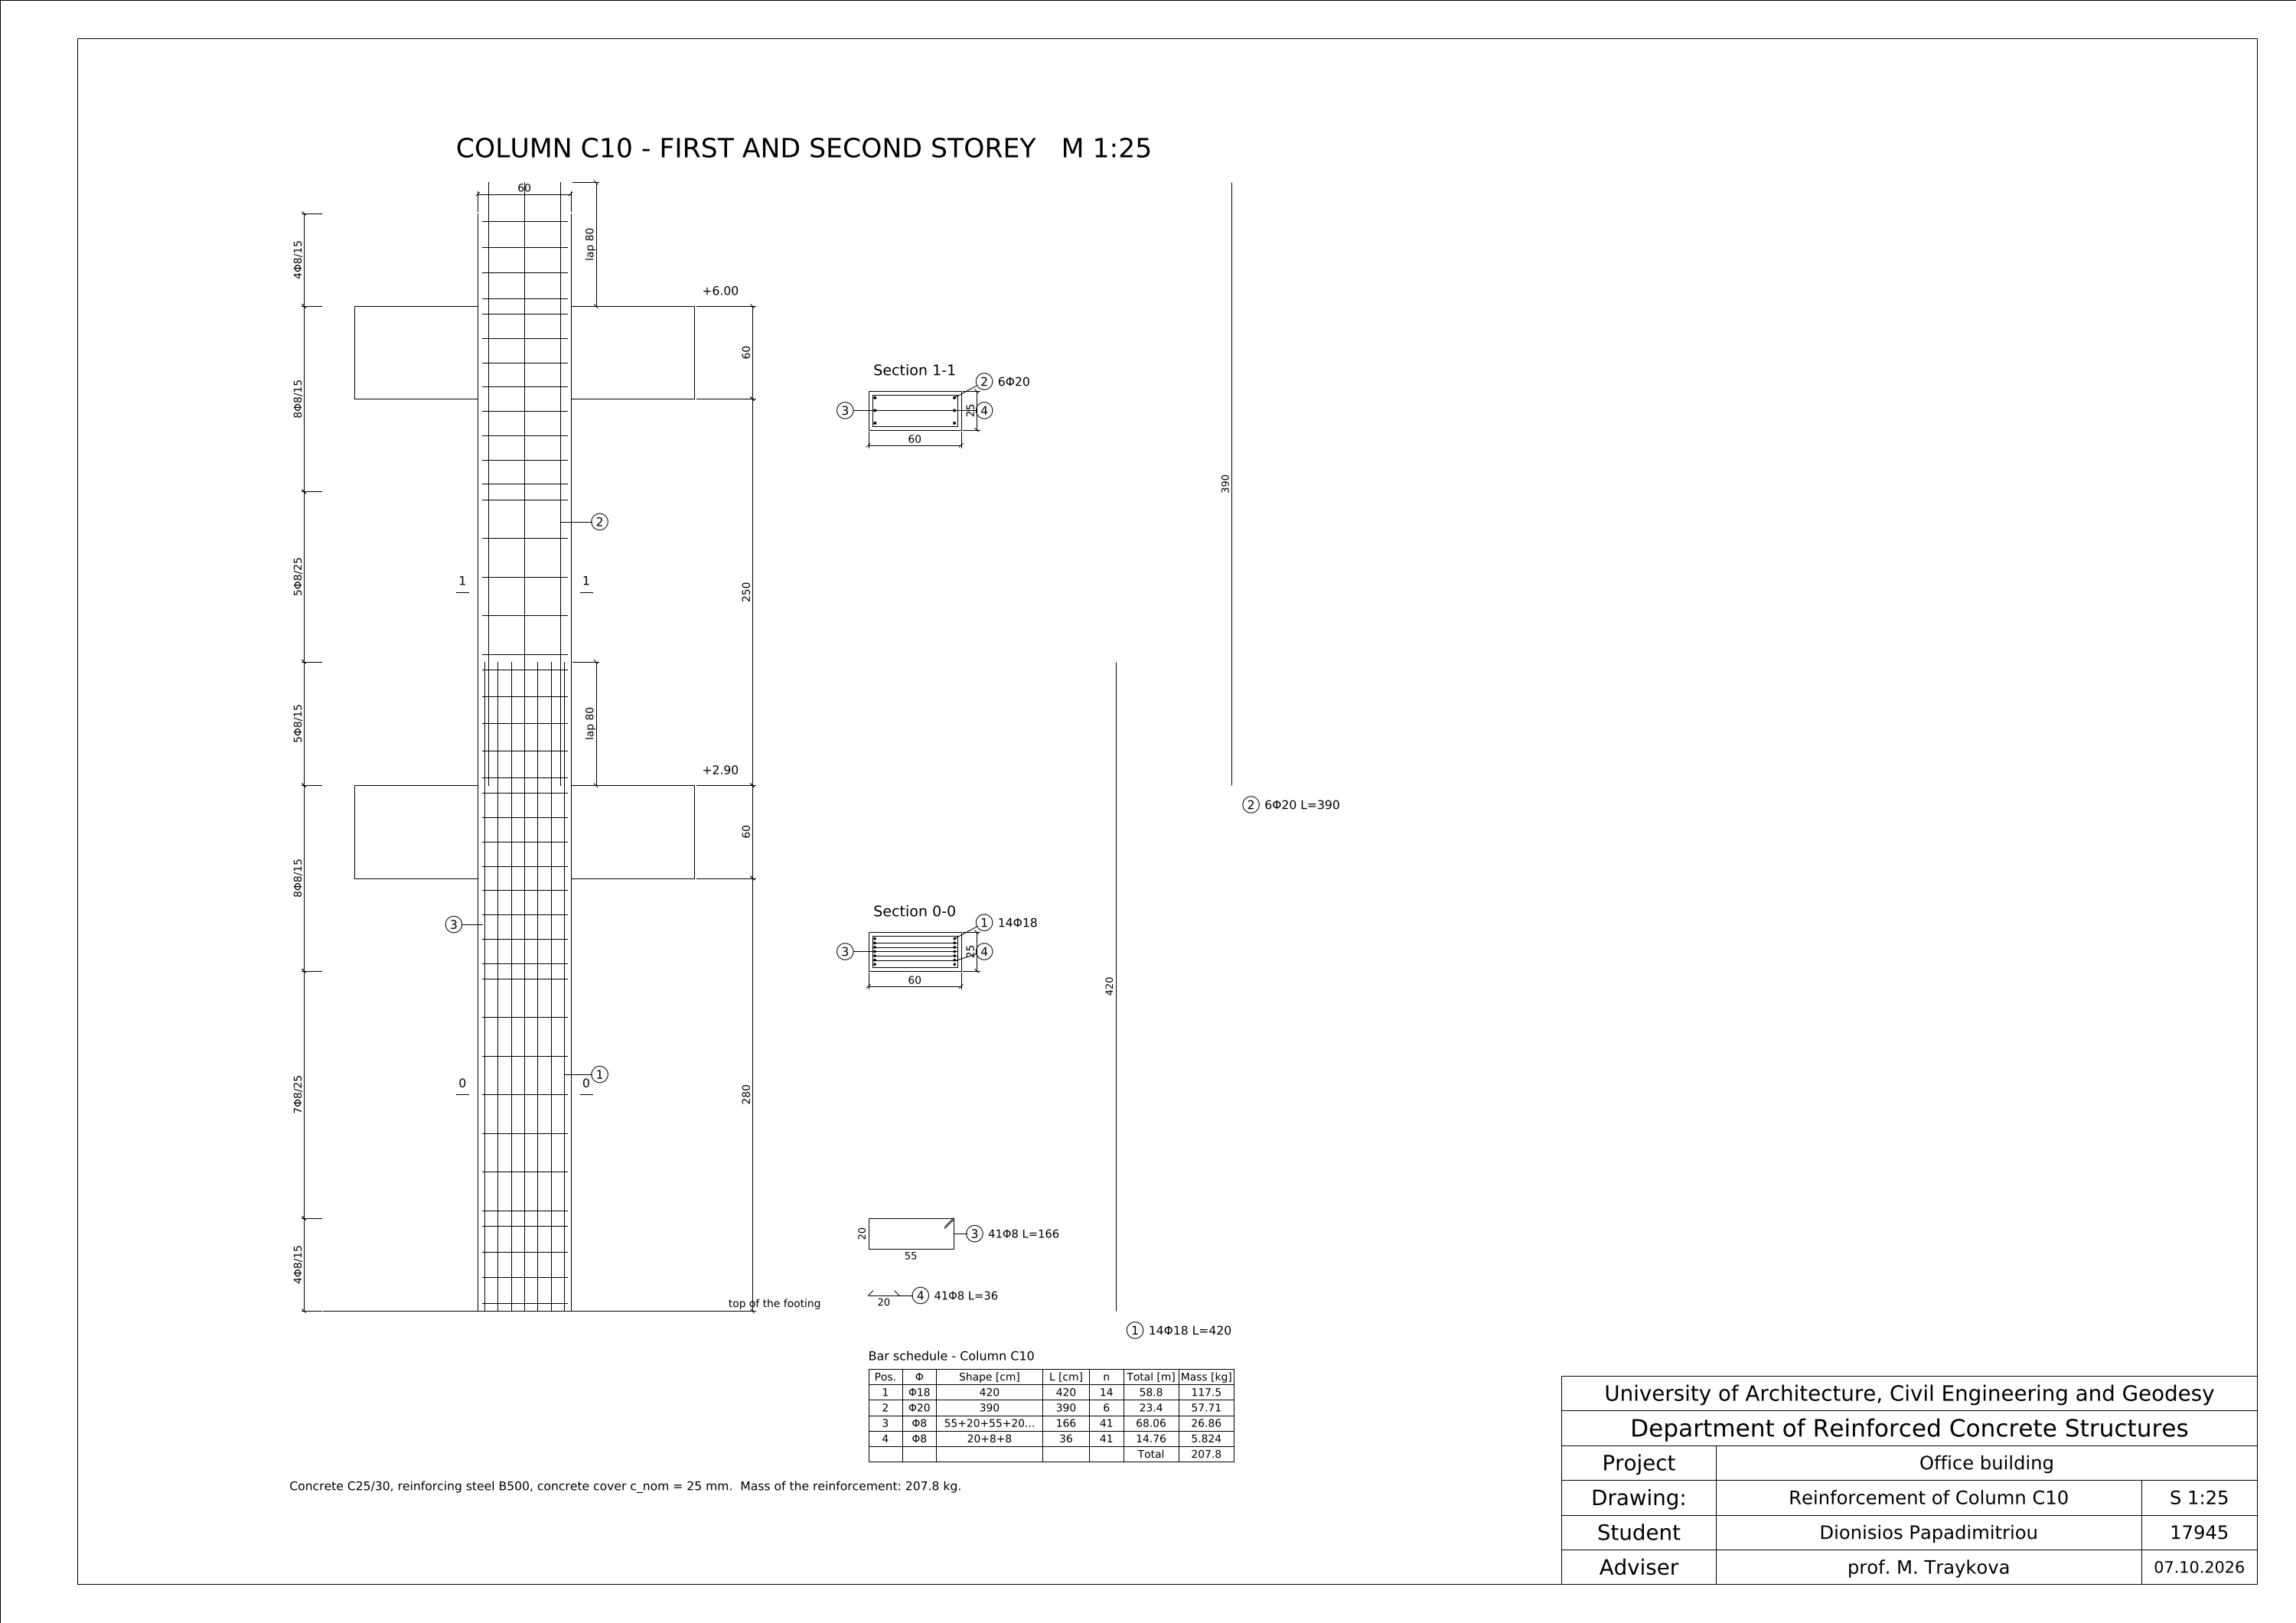 COLUMN C10 - FIRST AND SECOND STOREY M 1:25
60
lap 80
4Φ8/15
+6.00
60
8Φ8/15
Section 1-1
2 6Φ20
3
25
4
60
390
2
5Φ8/25
1
1
250
5Φ8/15
lap 80
+2.90
2 6Φ20 L=390
60
8Φ8/15
3
Section 0-0
1 14Φ18
3
25
4
60
420
7Φ8/25
0
0
1
280
20
3 41Φ8 L=166
55
4Φ8/15
top of the footing
20
4 41Φ8 L=36
1 14Φ18 L=420
Bar schedule - Column C10
Pos. Φ Shape [cm] L [cm] n Total [m] Mass [kg]
1 Φ18 420 420 14 58.8 117.5
2 Φ20 390 390 6 23.4 57.71
3 Φ8 55+20+55+20... 166 41 68.06 26.86
4 Φ8 20+8+8 36 41 14.76 5.824
Total 207.8
Concrete C25/30, reinforcing steel B500, concrete cover c_nom = 25 mm. Mass of the reinforcement: 207.8 kg.
University of Architecture, Civil Engineering and Geodesy
Department of Reinforced Concrete Structures
Project Office building
Drawing: Reinforcement of Column C10 S 1:25
Student Dionisios Papadimitriou 17945
Adviser prof. M. Traykova 07.10.2026